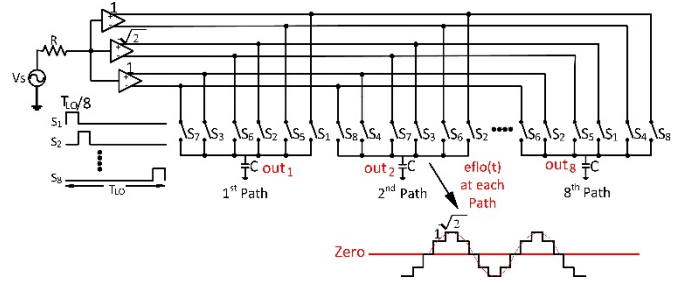 1
R
√2
Vs
1
T_LO/8
S1
S2
S8
T_LO
S7 S3 S6 S2 S5 S1 S8 S4 S7 S3 S6 S2 S6 S2 S5 S1 S4 S8
C out1 out2 C eflo(t) out8 C
1st Path 2nd Path at each 8th Path
Path
1 √2
Zero